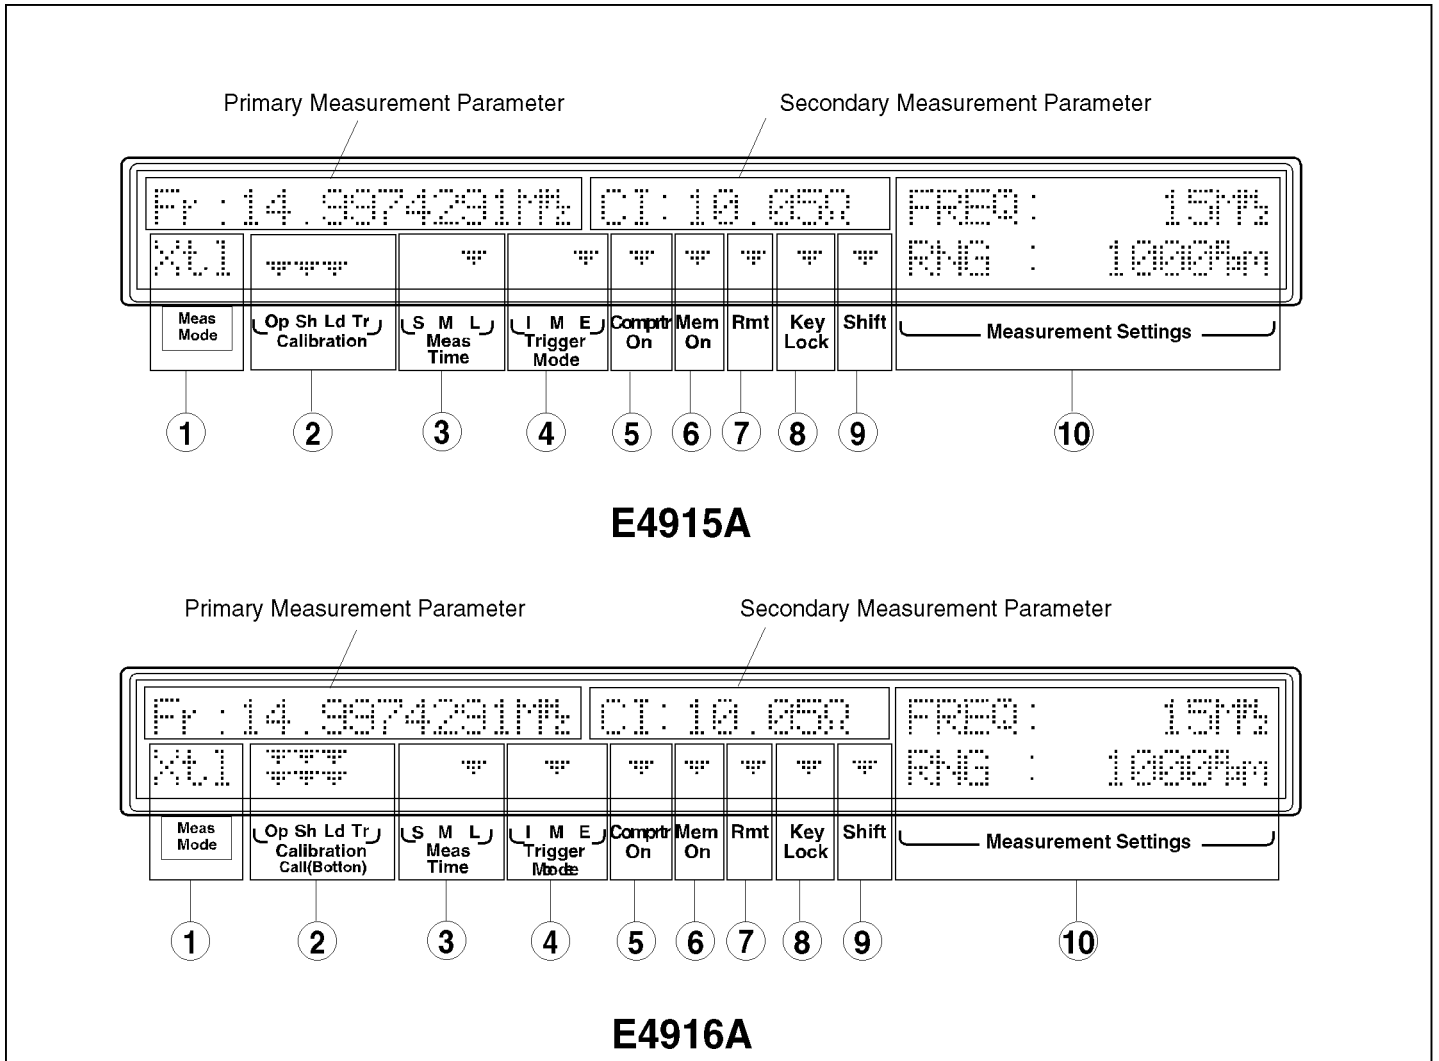 Primary Measurement Parameter Secondary Measurement Parameter
Fr :14.9974291MHz CI: 10.05Ω FREQ: 15MHz
Xtl RNG : 1000ppm
Meas Mode
Op Sh Ld Tr Calibration
S M L Meas Time
I M E Trigger Mode
Comprtr On
Mem On
Rmt
Key Lock
Shift
Measurement Settings
1 2 3 4 5 6 7 8 9 10
E4915A
Primary Measurement Parameter Secondary Measurement Parameter
Fr :14.9974291MHz CI: 10.05Ω FREQ: 15MHz
Xtl RNG : 1000ppm
Meas Mode
Op Sh Ld Tr Calibration Call(Botton)
S M L Meas Time
I M E Trigger Mode
Comprtr On
Mem On
Rmt
Key Lock
Shift
Measurement Settings
1 2 3 4 5 6 7 8 9 10
E4916A